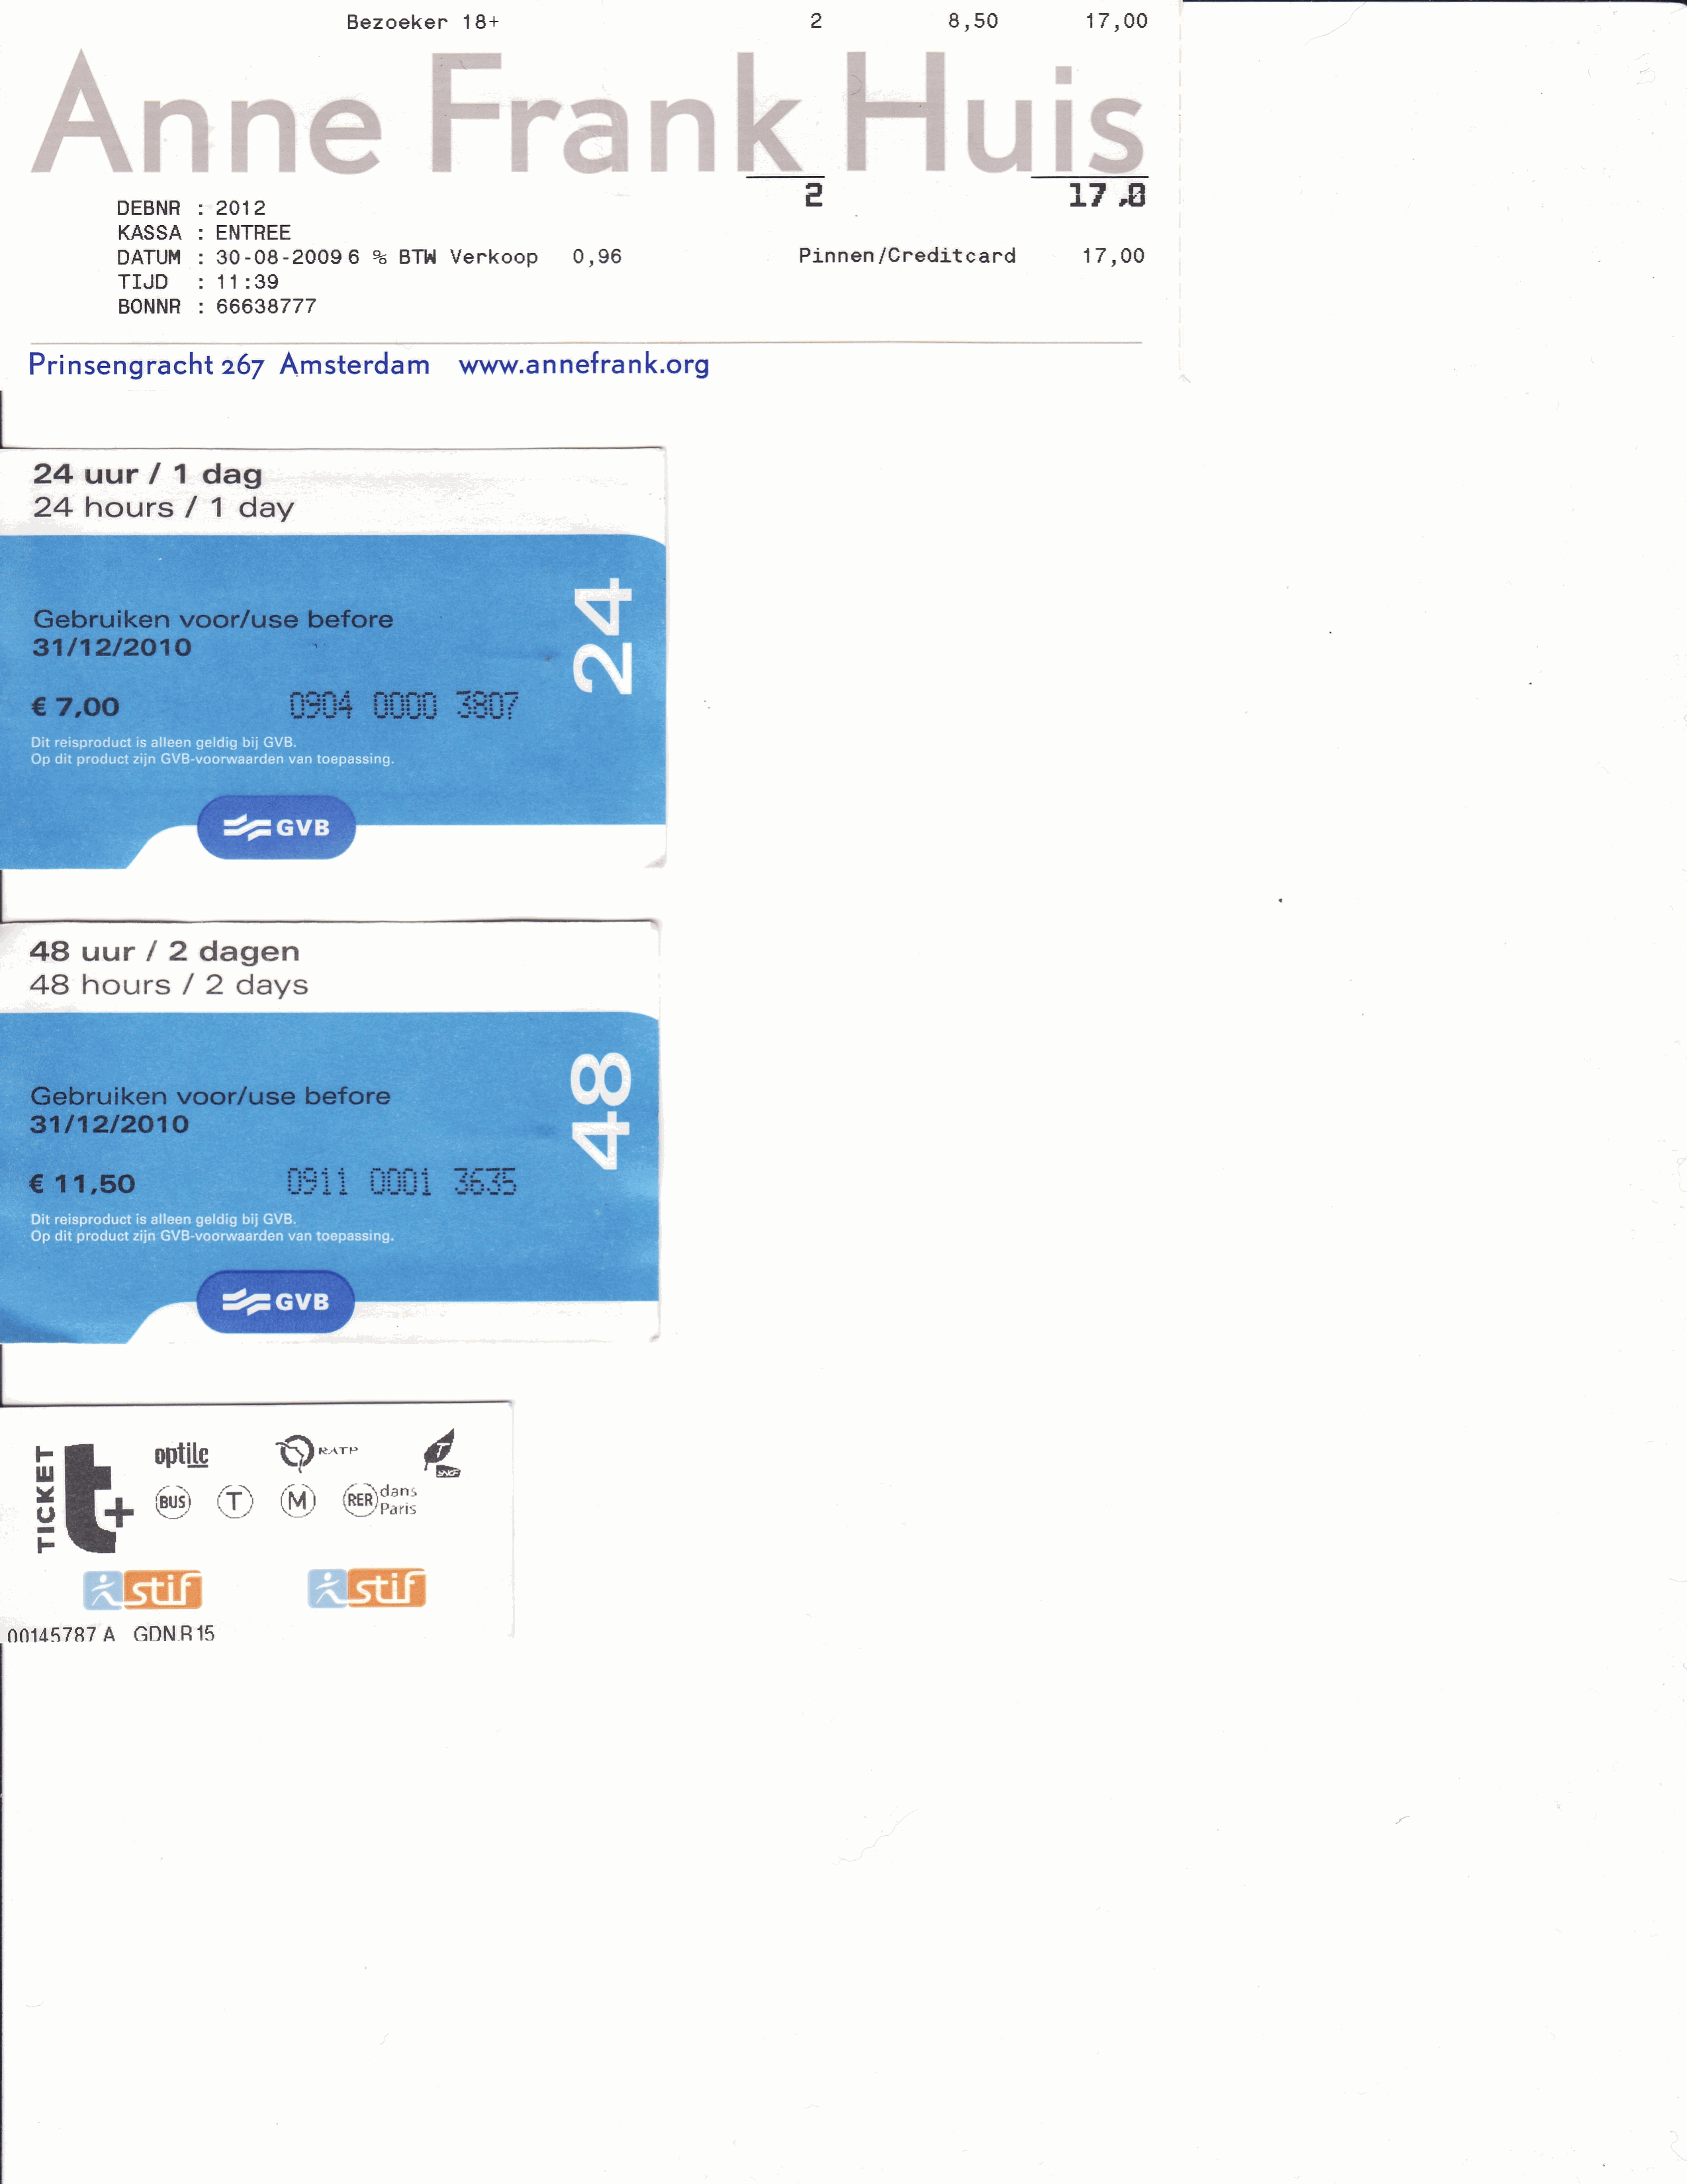 Bezoeker 18+ 2 8,50 17,00
Anne Frank Huis
2 17,0
DEBNR : 2012
KASSA : ENTREE
DATUM : 30-08-2009 6 % BTW Verkoop 0,96 Pinnen/Creditcard 17,00
TIJD : 11:39
BONNR : 66638777
Prinsengracht 267 Amsterdam www.annefrank.org
24 uur / 1 dag
24 hours / 1 day
24
Gebruiken voor/use before
31/12/2010
€ 7,00 0904 0000 3807
Dit reisproduct is alleen geldig bij GVB.
Op dit product zijn GVB-voorwaarden van toepassing.
GVB
48 uur / 2 dagen
48 hours / 2 days
48
Gebruiken voor/use before
31/12/2010
€ 11,50 0911 0001 3635
Dit reisproduct is alleen geldig bij GVB.
Op dit product zijn GVB-voorwaarden van toepassing.
GVB
TICKET t+
optile RATP T SNCF
BUS T M RER dans Paris
stif stif
00145787 A GDN.R 15